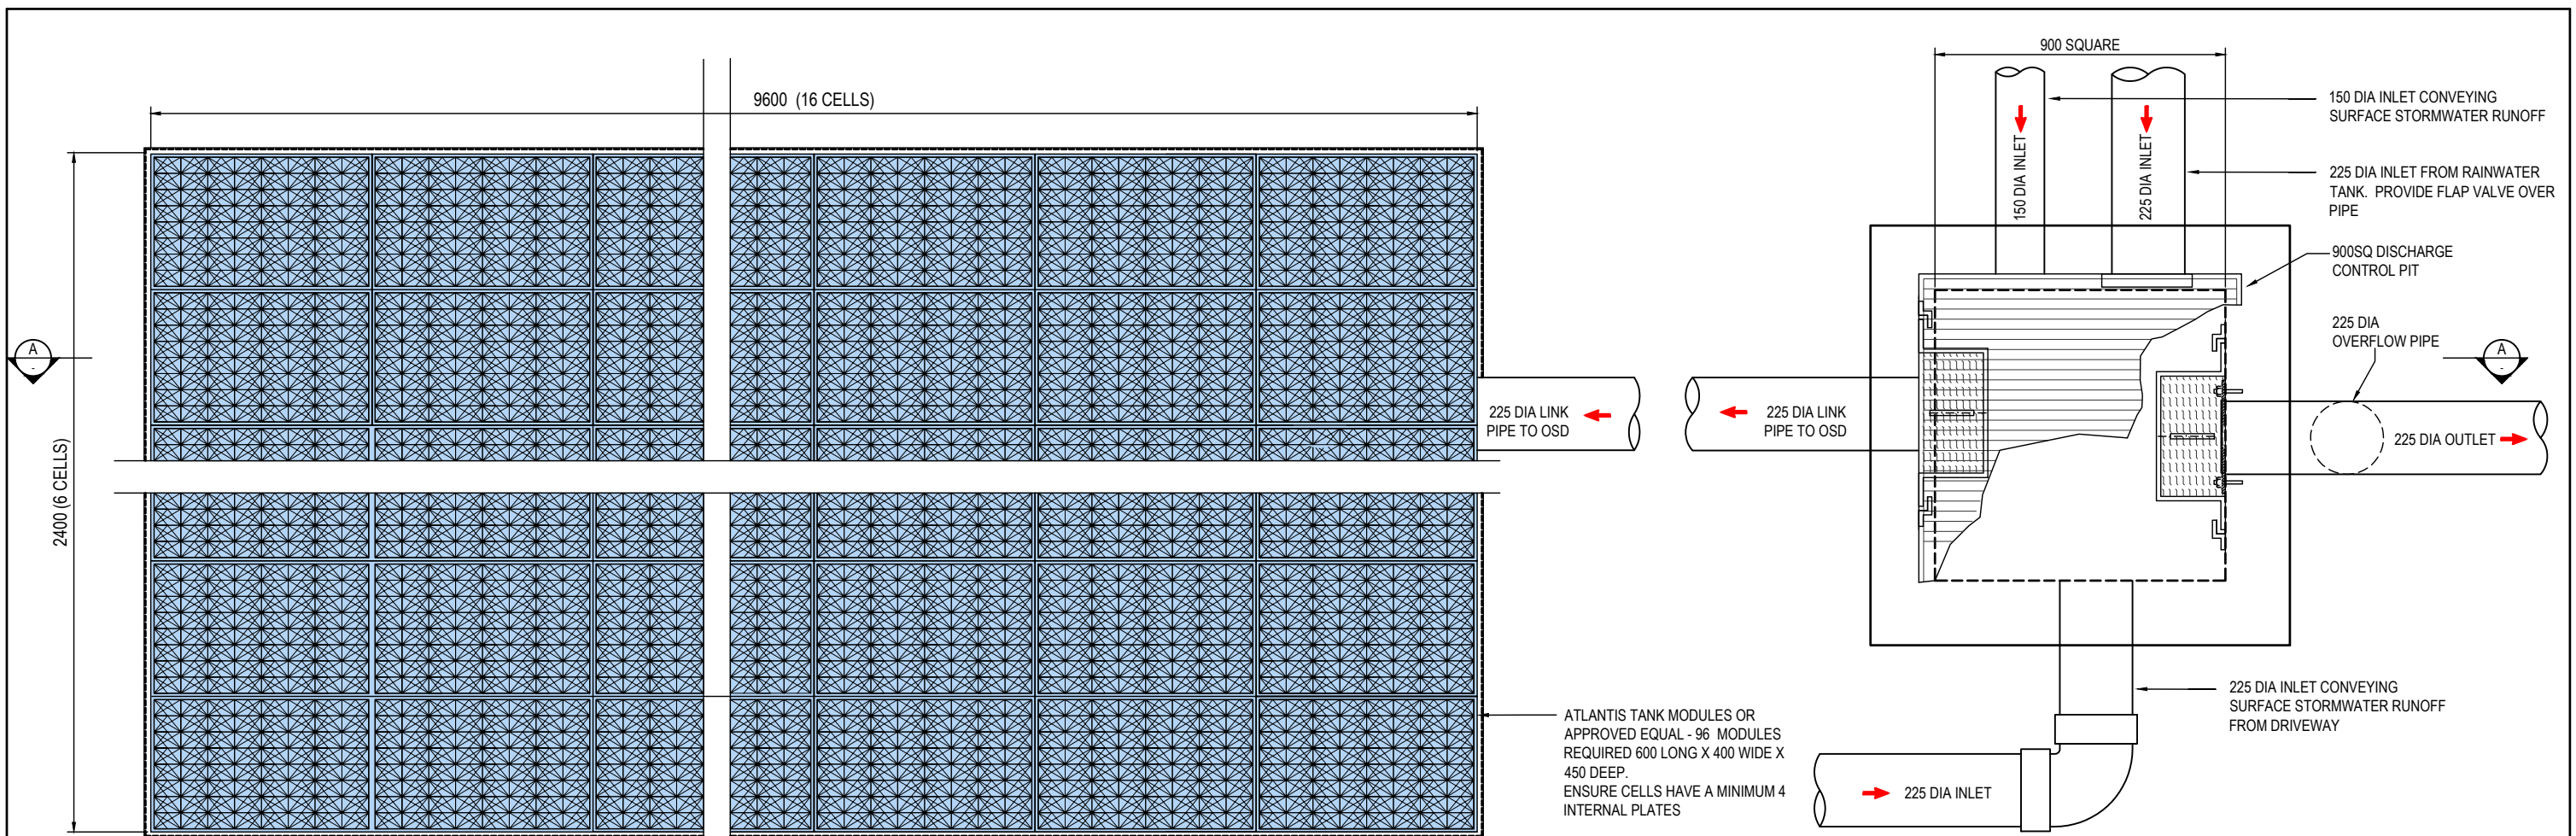 900 SQUARE
9600 (16 CELLS)
2400 (6 CELLS)
A
-
150 DIA INLET
225 DIA INLET
150 DIA INLET CONVEYING
SURFACE STORMWATER RUNOFF
225 DIA INLET FROM RAINWATER
TANK. PROVIDE FLAP VALVE OVER
PIPE
900SQ DISCHARGE
CONTROL PIT
225 DIA
OVERFLOW PIPE
A
-
225 DIA LINK
PIPE TO OSD
225 DIA LINK
PIPE TO OSD
225 DIA OUTLET
225 DIA INLET CONVEYING
SURFACE STORMWATER RUNOFF
FROM DRIVEWAY
ATLANTIS TANK MODULES OR
APPROVED EQUAL - 96 MODULES
REQUIRED 600 LONG X 400 WIDE X
450 DEEP.
ENSURE CELLS HAVE A MINIMUM 4
INTERNAL PLATES
225 DIA INLET